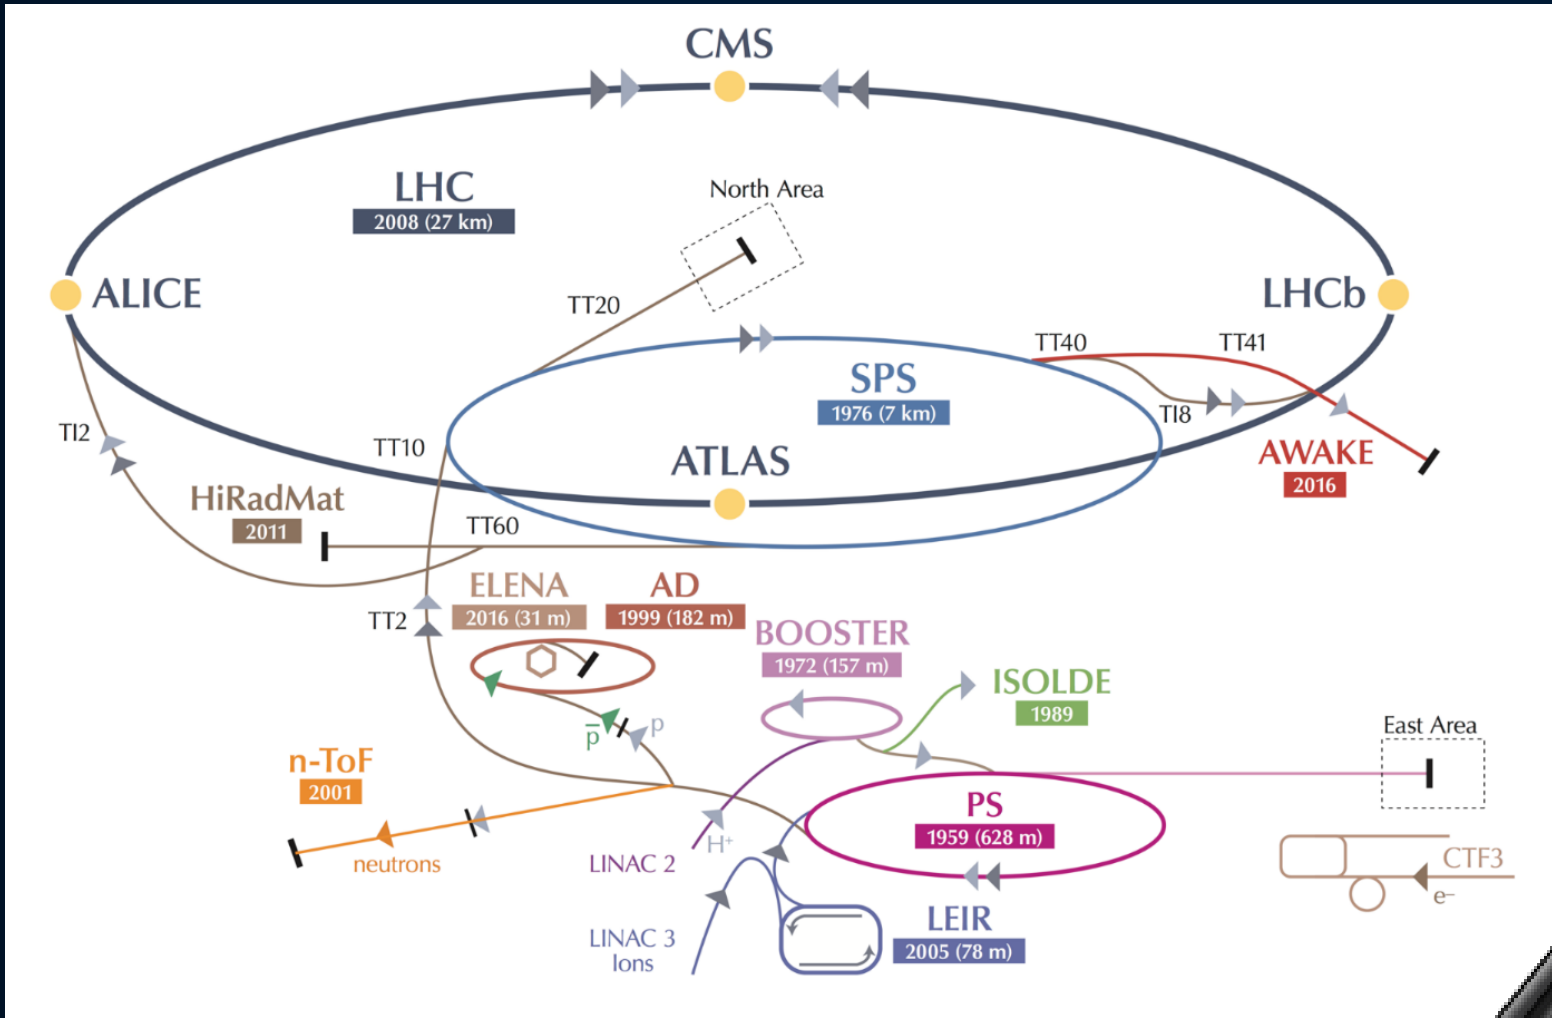 CMS
LHC
2008 (27 km)
North Area
ALICE
LHCb
TT20
TT40
TT41
SPS
1976 (7 km)
TI8
TI2
TT10
ATLAS
AWAKE
2016
HiRadMat
2011
TT60
ELENA
2016 (31 m)
AD
1999 (182 m)
TT2
BOOSTER
1972 (157 m)
ISOLDE
1989
p̅
p
East Area
n-ToF
2001
PS
1959 (628 m)
neutrons
H⁺
LINAC 2
CTF3
e⁻
LEIR
2005 (78 m)
LINAC 3
Ions